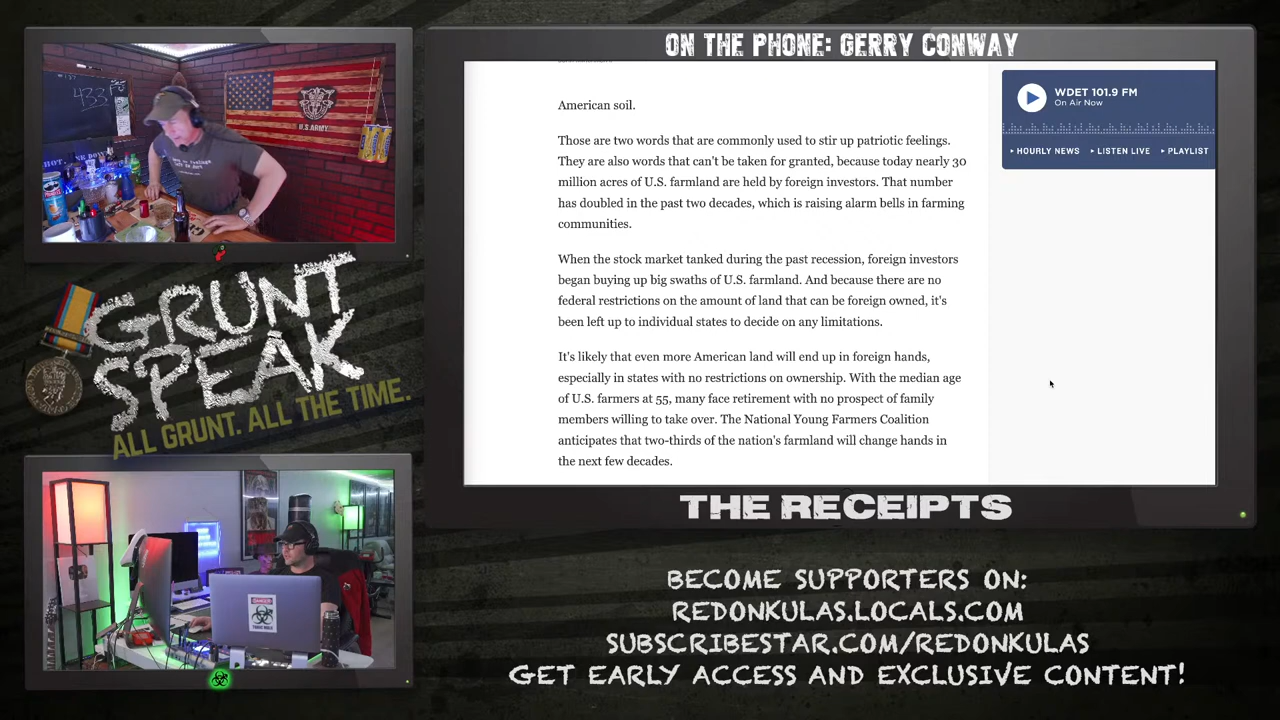 ON THE PHONE: GERRY CONWAY
American soil.
Those are two words that are commonly used to stir up patriotic feelings.
They are also words that can't be taken for granted, because today nearly 30
million acres of U.S. farmland are held by foreign investors. That number
has doubled in the past two decades, which is raising alarm bells in farming
communities.
When the stock market tanked during the past recession, foreign investors
began buying up big swaths of U.S. farmland. And because there are no
federal restrictions on the amount of land that can be foreign owned, it's
been left up to individual states to decide on any limitations.
It's likely that even more American land will end up in foreign hands,
especially in states with no restrictions on ownership. With the median age
of U.S. farmers at 55, many face retirement with no prospect of family
members willing to take over. The National Young Farmers Coalition
anticipates that two-thirds of the nation's farmland will change hands in
the next few decades.
WDET 101.9 FM
On Air Now
HOURLY NEWS
LISTEN LIVE
PLAYLIST
433
U.S. ARMY
GRUNT
SPEAK
ALL GRUNT. ALL THE TIME.
DANGER
THE RECEIPTS
BECOME SUPPORTERS ON:
REDONKULAS.LOCALS.COM
SUBSCRIBESTAR.COM/REDONKULAS
GET EARLY ACCESS AND EXCLUSIVE CONTENT!